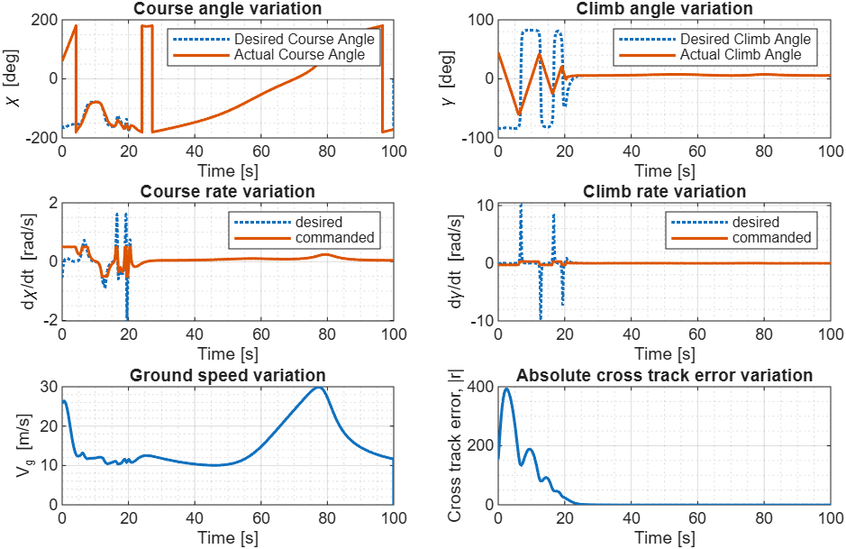 Course angle variation
200
0
-200
χ [deg]
Desired Course Angle
Actual Course Angle
0 20 40 60 80 100
Time [s]
Climb angle variation
100
0
-100
γ [deg]
Desired Climb Angle
Actual Climb Angle
0 20 40 60 80 100
Time [s]
Course rate variation
2
0
-2
dχ/dt [rad/s]
desired
commanded
0 20 40 60 80 100
Time [s]
Climb rate variation
10
0
-10
dγ/dt [rad/s]
desired
commanded
0 20 40 60 80 100
Time [s]
Ground speed variation
30
20
10
0
Vg [m/s]
0 20 40 60 80 100
Time [s]
Absolute cross track error variation
400
200
0
Cross track error, |r|
0 20 40 60 80 100
Time [s]